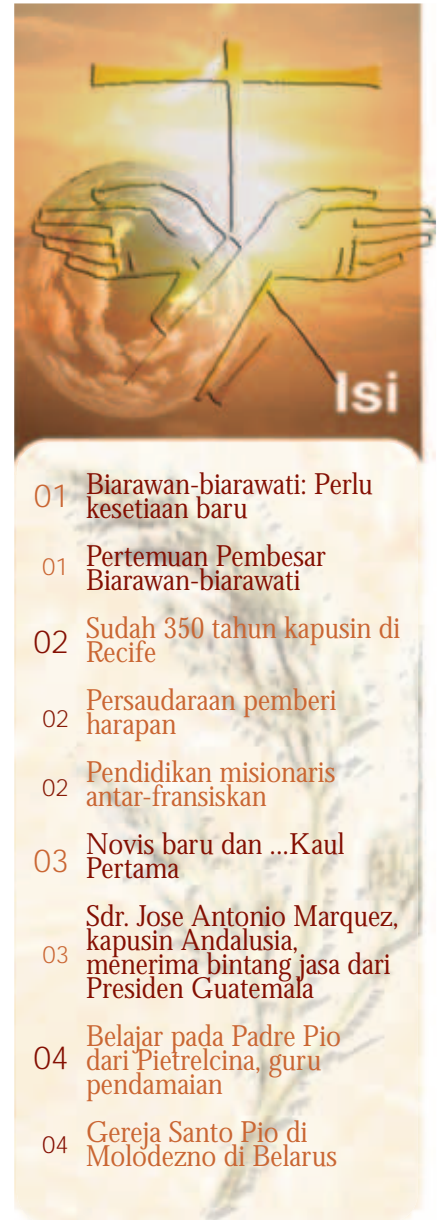 Isi
01 Biarawan-biarawati: Perlu
kesetiaan baru
01 Pertemuan Pembesar
Biarawan-biarawati
02 Sudah 350 tahun kapusin di
Recife
02 Persaudaraan pemberi
harapan
02 Pendidikan misionaris
antar-fransiskan
03 Novis baru dan ...Kaul
Pertama
03 Sdr. Jose Antonio Marquez,
kapusin Andalusia,
menerima bintang jasa dari
Presiden Guatemala
04 Belajar pada Padre Pio
dari Pietrelcina, guru
pendamaian
04 Gereja Santo Pio di
Molodezno di Belarus